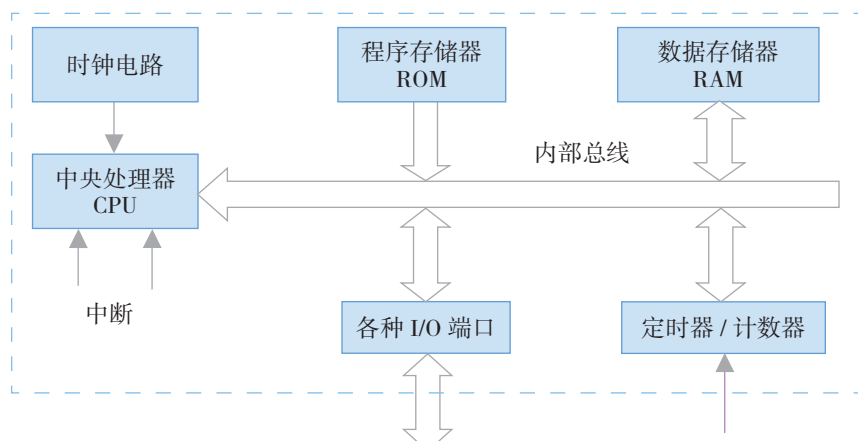 时钟电路
程序存储器
ROM
数据存储器
RAM
内部总线
中央处理器
CPU
中断
各种 I/O 端口
定时器 / 计数器